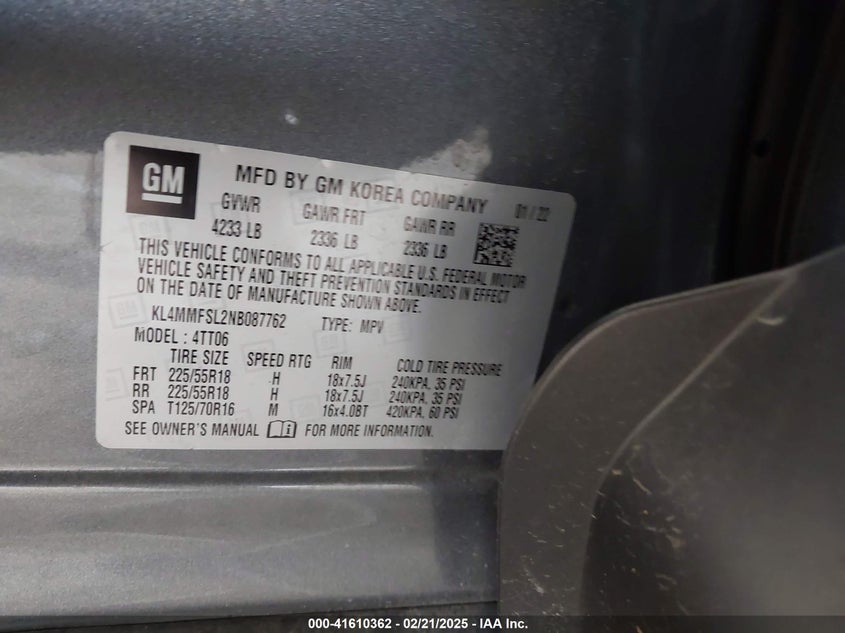 GM
MFD BY GM KOREA COMPANY 01/22
GVWR GAWR FRT GAWR RR
4233 LB 2336 LB 2336 LB
THIS VEHICLE CONFORMS TO ALL APPLICABLE U.S. FEDERAL MOTOR
VEHICLE SAFETY AND THEFT PREVENTION STANDARDS IN EFFECT
ON THE DATE OF MANUFACTURE SHOWN ABOVE.
KL4MMFSL2NB087762 TYPE: MPV
MODEL: 4TT06
TIRE SIZE SPEED RTG RIM COLD TIRE PRESSURE
FRT 225/55R18 H 18x7.5J 240KPA, 35 PSI
RR 225/55R18 H 18x7.5J 240KPA, 35 PSI
SPA T125/70R16 M 16x4.0BT 420KPA, 60 PSI
SEE OWNER'S MANUAL FOR MORE INFORMATION.
000-41610362 - 02/21/2025 - IAA Inc.